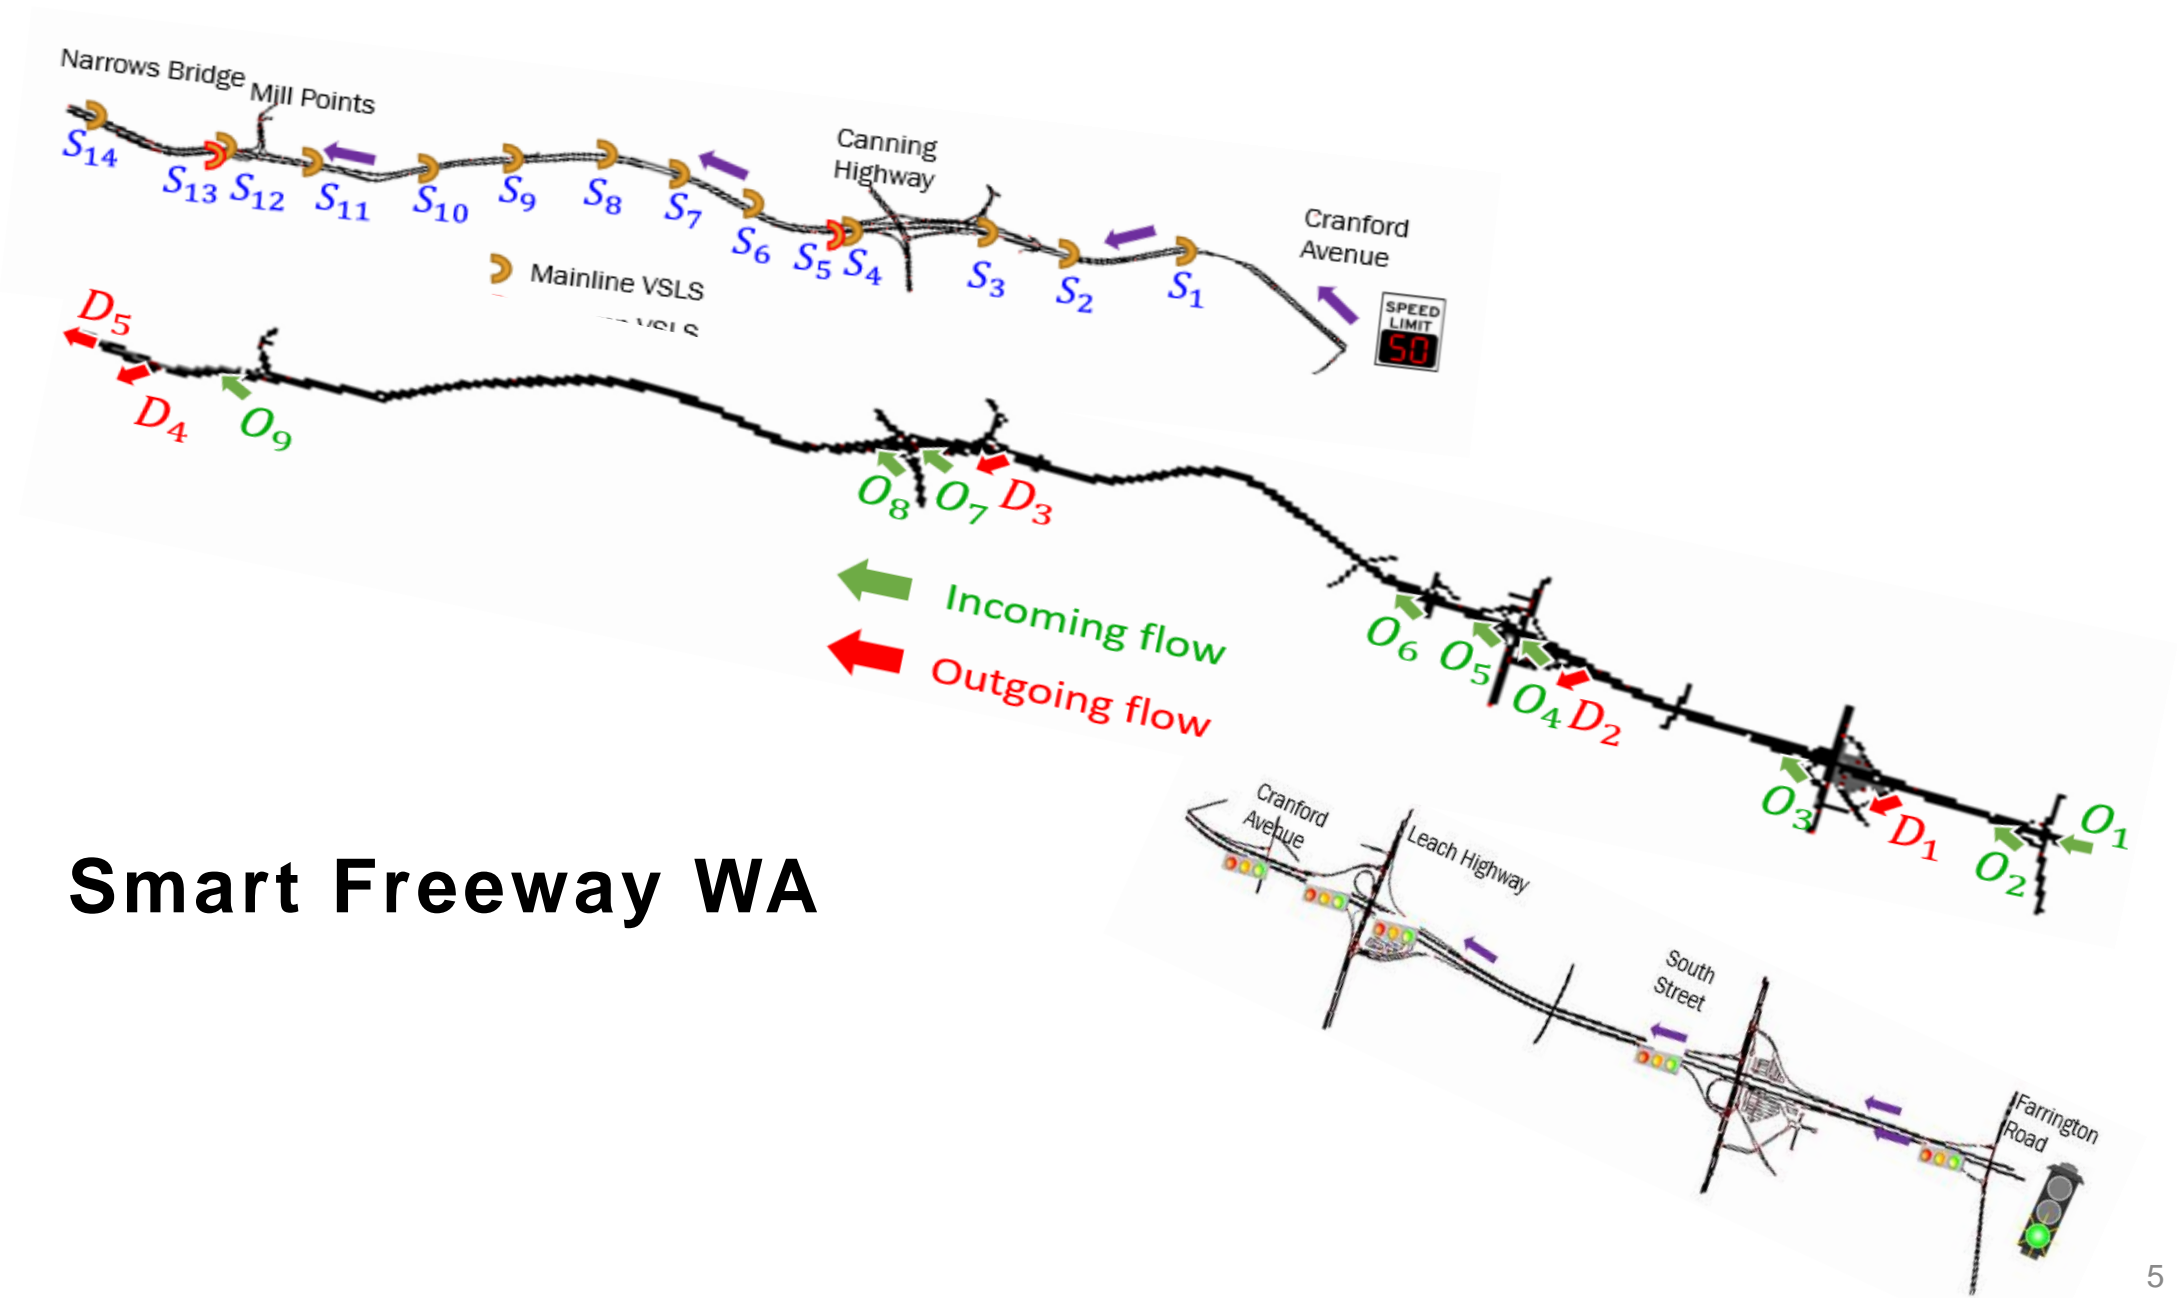 Narrows Bridge
Mill Points
Canning
Highway
Cranford
Avenue
SPEED
LIMIT
50
S14
S13
S12
S11
S10
S9
S8
S7
S6
S5
S4
S3
S2
S1
Mainline VSLS
VSLS
D5
D4
O9
O8
O7
D3
O6
O5
O4
D2
O3
D1
O2
O1
Incoming flow
Outgoing flow
Smart Freeway WA
Cranford
Avenue
Leach Highway
South
Street
Farrington
Road
5